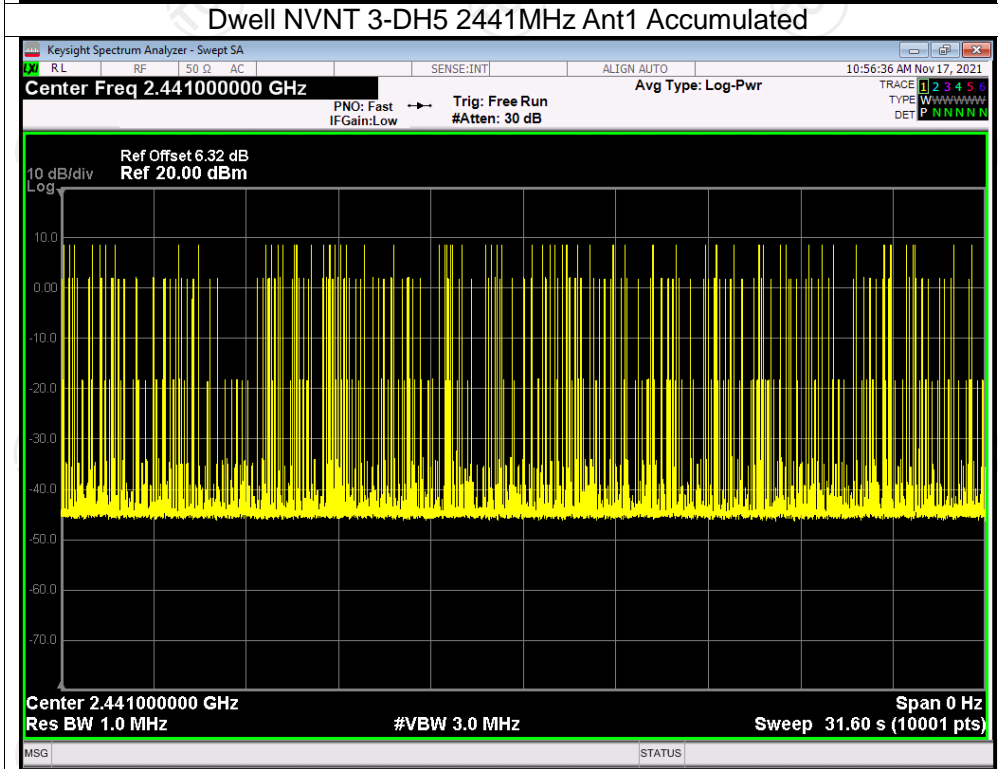 Dwell NVNT 3-DH5 2441MHz Ant1 Accumulated
Keysight Spectrum Analyzer - Swept SA
LXI RL RF 50 Ω AC SENSE:INT ALIGN AUTO 10:56:36 AM Nov 17, 2021
Center Freq 2.441000000 GHz Avg Type: Log-Pwr TRACE 1 2 3 4 5 6
PNO: Fast Trig: Free Run TYPE WWWWWW
IFGain:Low #Atten: 30 dB DET P N N N N N
Ref Offset 6.32 dB
10 dB/div Ref 20.00 dBm
Log
10.0
0.00
-10.0
-20.0
-30.0
-40.0
-50.0
-60.0
-70.0
Center 2.441000000 GHz Span 0 Hz
Res BW 1.0 MHz #VBW 3.0 MHz Sweep 31.60 s (10001 pts)
MSG STATUS